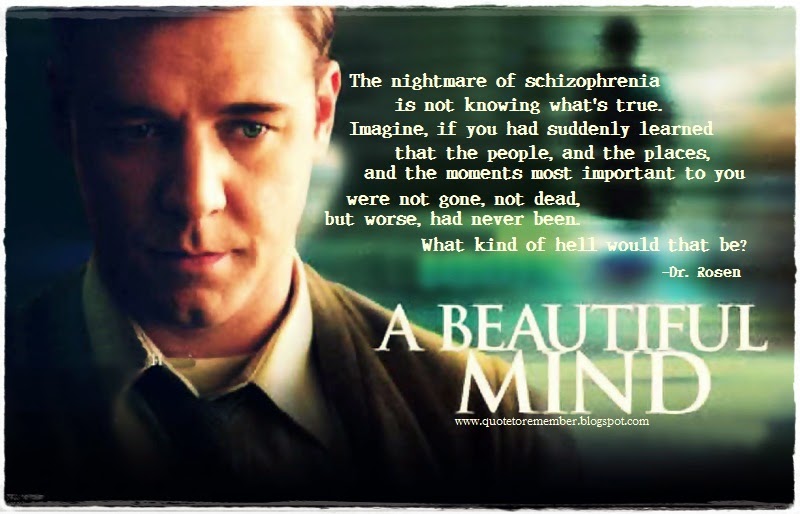 The nightmare of schizophrenia
is not knowing what's true.
Imagine, if you had suddenly learned
that the people, and the places,
and the moments most important to you
were not gone, not dead,
but worse, had never been.
What kind of hell would that be?
-Dr. Rosen
A BEAUTIFUL
MIND
www.quotetoremember.blogspot.com